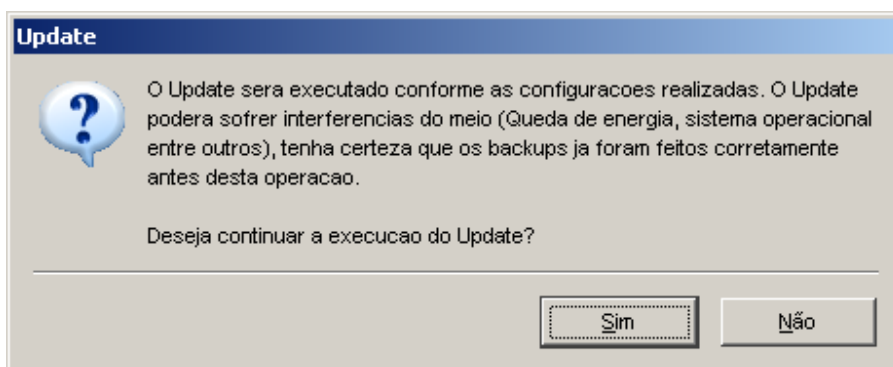 Update
O Update sera executado conforme as configuracoes realizadas. O Update
podera sofrer interferencias do meio (Queda de energia, sistema operacional
entre outros), tenha certeza que os backups ja foram feitos corretamente
antes desta operacao.
Deseja continuar a execucao do Update?
Sim Não